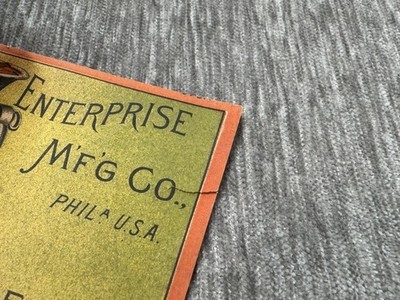 ENTERPRISE
M'F'G CO.,
PHILA U.S.A.